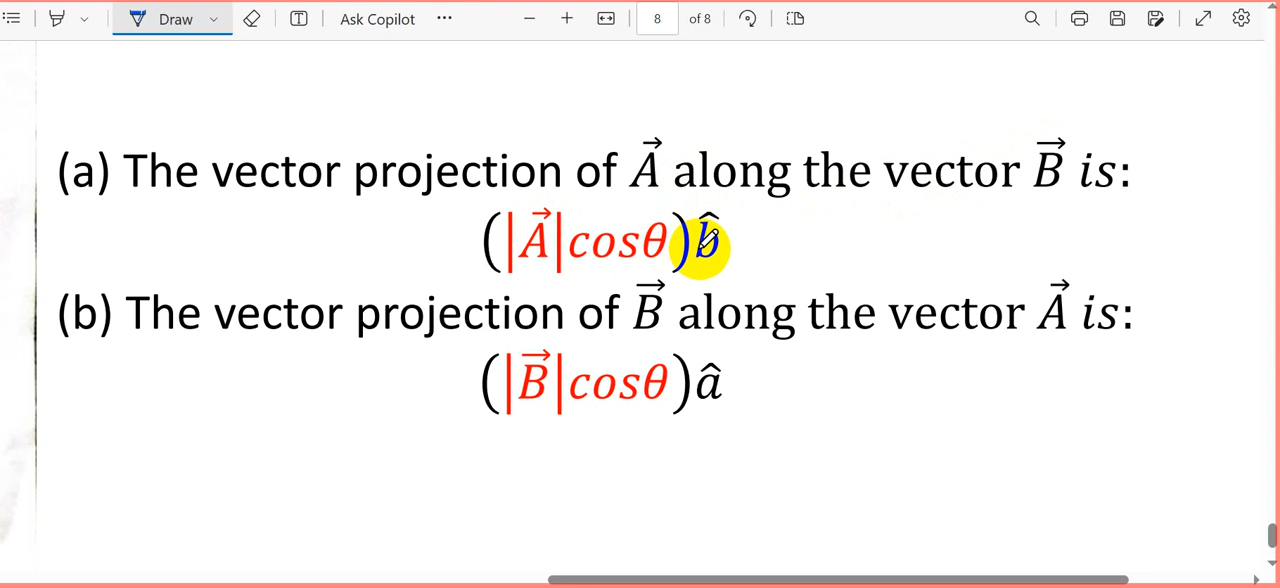 Draw Ask Copilot ... 8 of 8
(a) The vector projection of A⃗ along the vector B⃗ is:
(|A⃗|cosθ)b̂
(b) The vector projection of B⃗ along the vector A⃗ is:
(|B⃗|cosθ)â